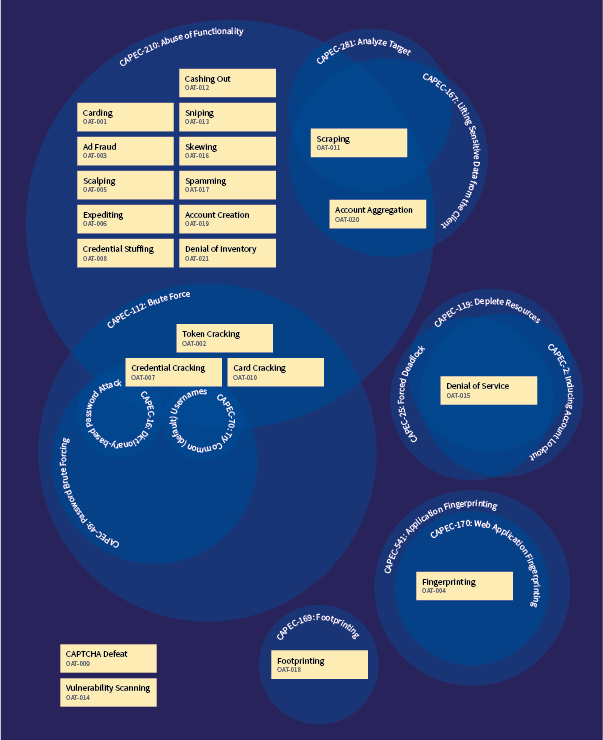 CAPEC-210: Abuse of Functionality
Cashing Out
OAT-012
Carding
OAT-001
Sniping
OAT-013
Ad Fraud
OAT-003
Skewing
OAT-016
Scalping
OAT-005
Spamming
OAT-017
Expediting
OAT-006
Account Creation
OAT-019
Credential Stuffing
OAT-008
Denial of Inventory
OAT-021
CAPEC-281: Analyze Target
CAPEC-167: Lifting Sensitive Data from the Client
Scraping
OAT-011
Account Aggregation
OAT-020
CAPEC-112: Brute Force
Token Cracking
OAT-002
Credential Cracking
OAT-007
Card Cracking
OAT-010
CAPEC-16: Dictionary-based Password Attack
CAPEC-70: Try Common (default) Usernames
CAPEC-49: Password Brute Forcing
CAPEC-119: Deplete Resources
CAPEC-25: Forced Deadlock
CAPEC-2: Inducing Account Lockout
Denial of Service
OAT-015
CAPEC-541: Application Fingerprinting
CAPEC-170: Web Application Fingerprinting
Fingerprinting
OAT-004
CAPEC-169: Footprinting
Footprinting
OAT-018
CAPTCHA Defeat
OAT-009
Vulnerability Scanning
OAT-014